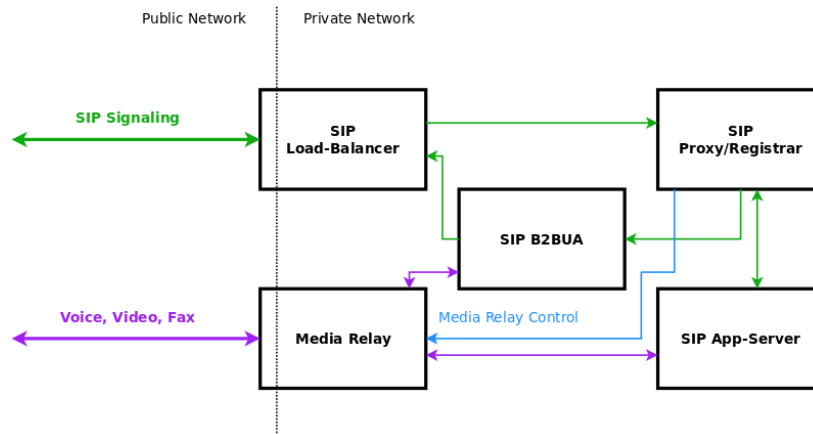 Public Network
Private Network
SIP Signaling
SIP
Load-Balancer
SIP
Proxy/Registrar
SIP B2BUA
Voice, Video, Fax
Media Relay
Media Relay Control
SIP App-Server